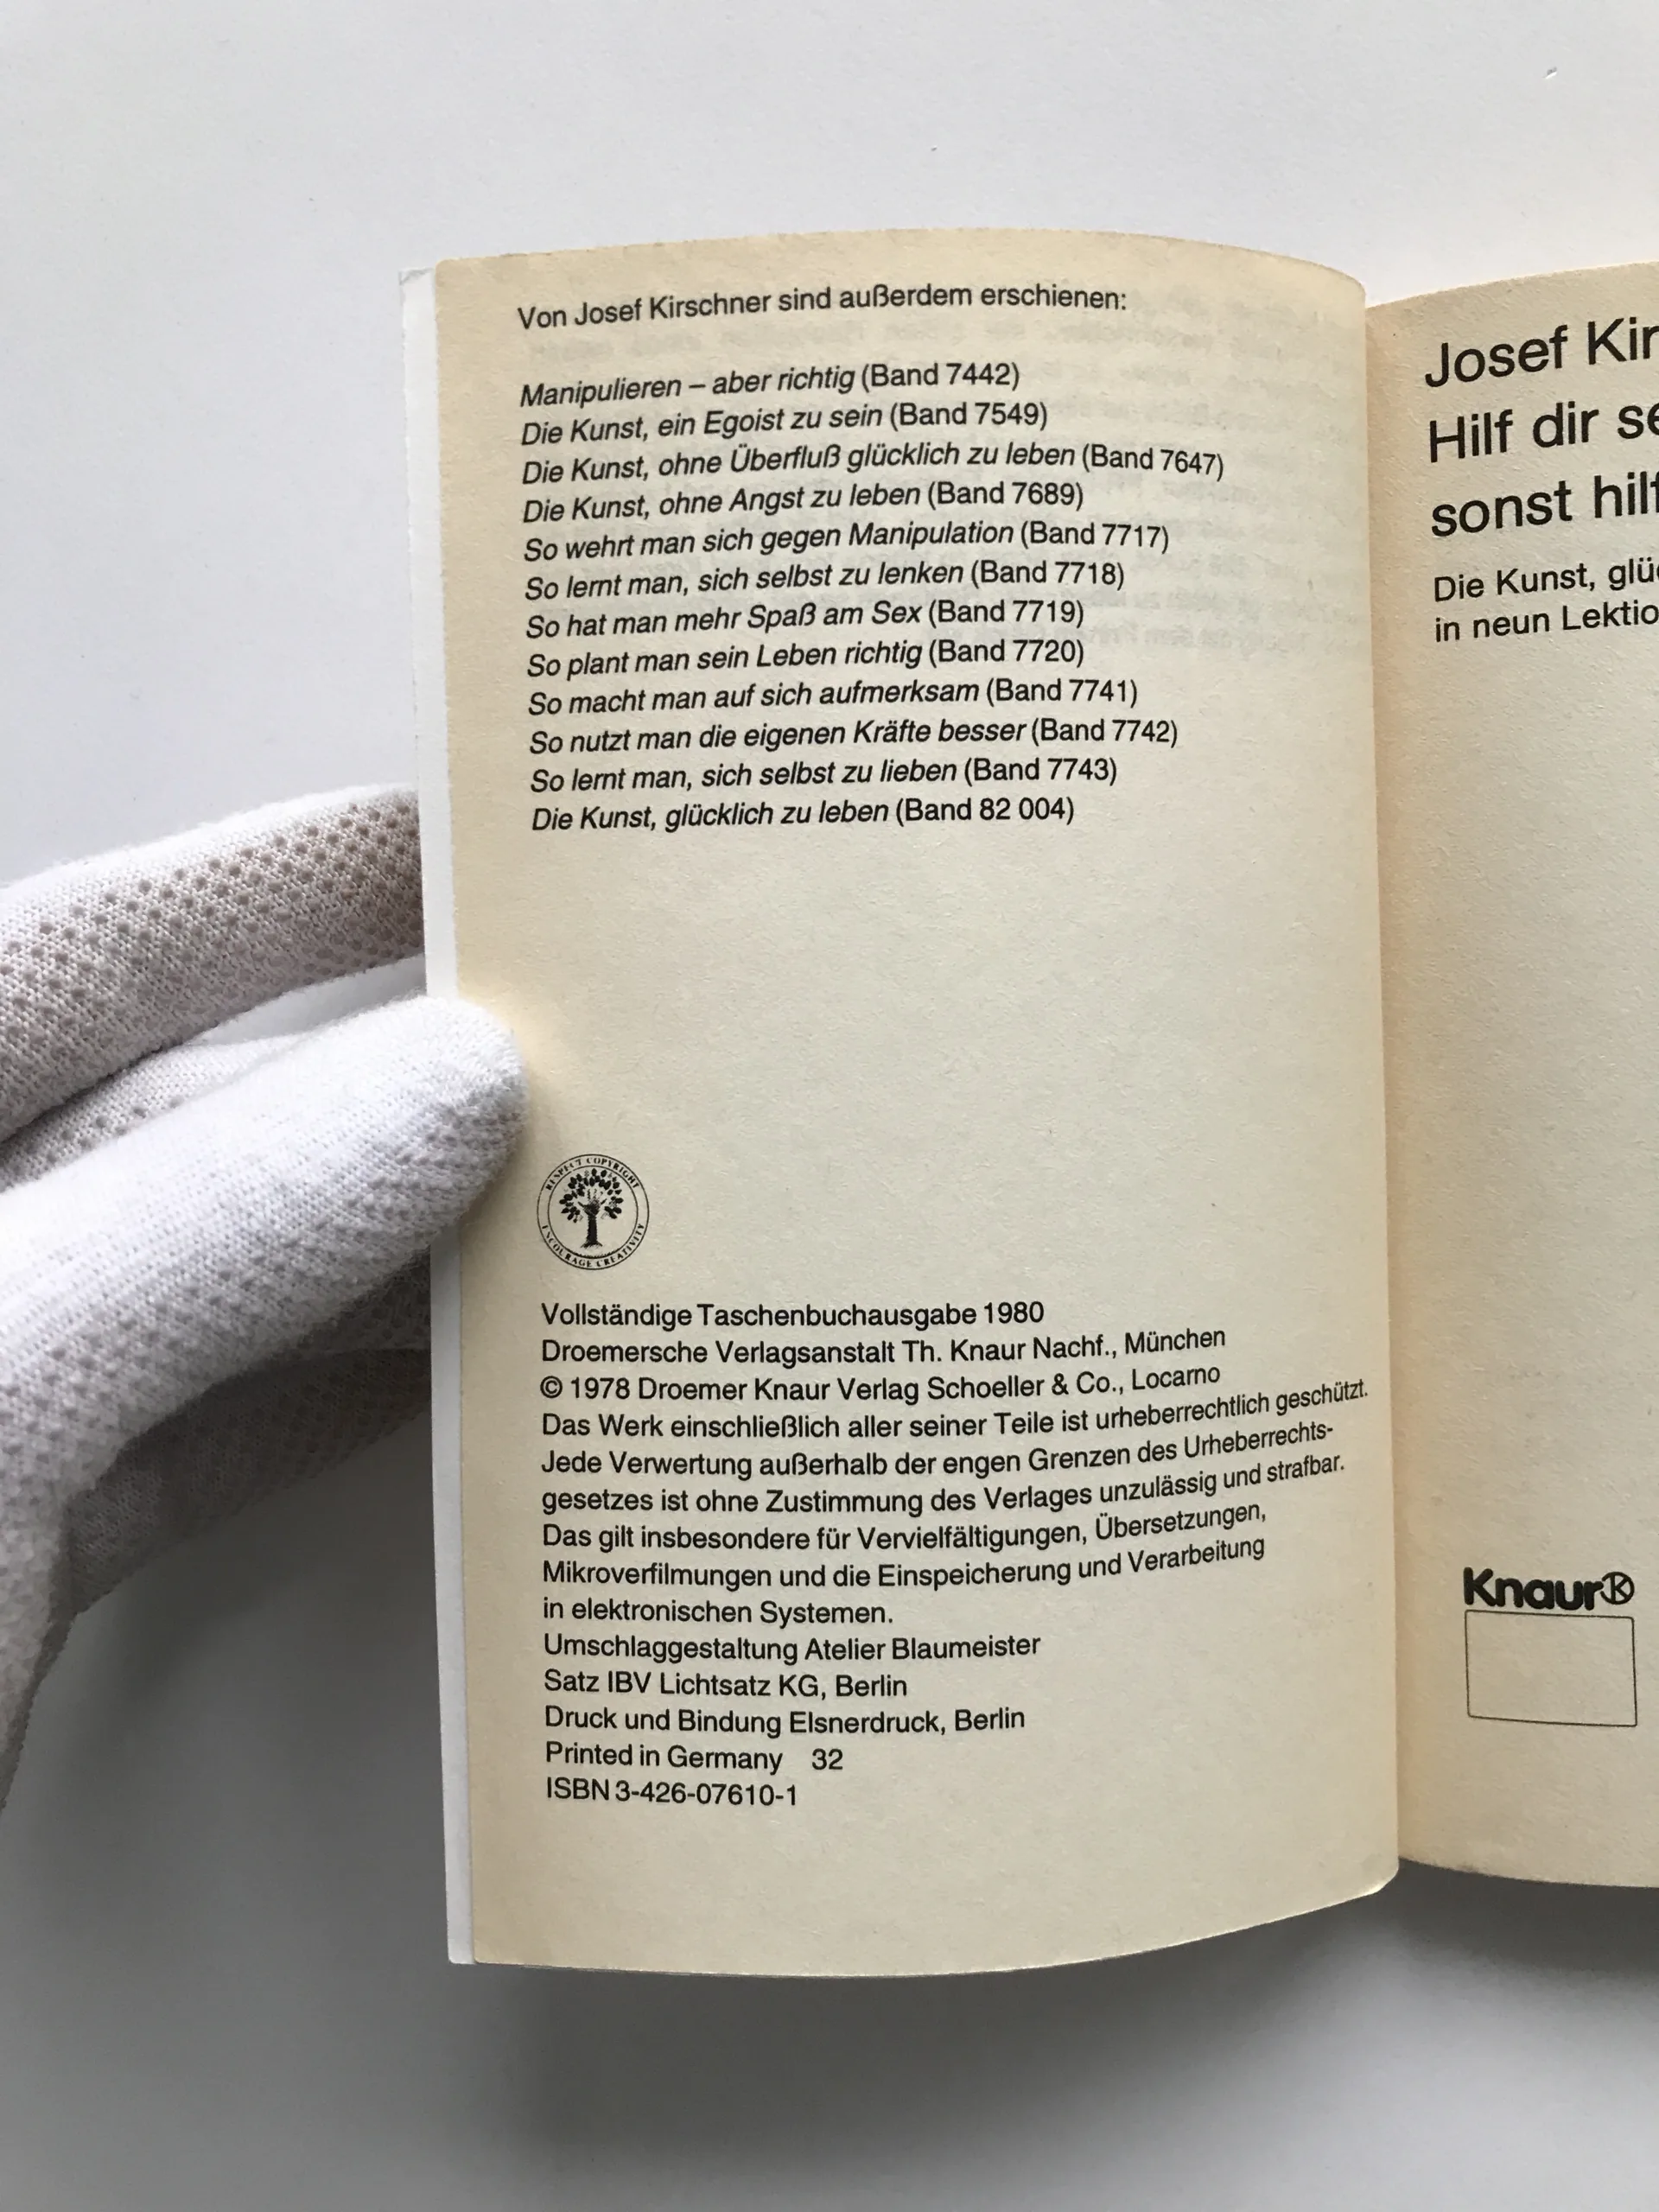 Von Josef Kirschner sind außerdem erschienen:
Manipulieren – aber richtig (Band 7442)
Die Kunst, ein Egoist zu sein (Band 7549)
Die Kunst, ohne Überfluß glücklich zu leben (Band 7647)
Die Kunst, ohne Angst zu leben (Band 7689)
So wehrt man sich gegen Manipulation (Band 7717)
So lernt man, sich selbst zu lenken (Band 7718)
So hat man mehr Spaß am Sex (Band 7719)
So plant man sein Leben richtig (Band 7720)
So macht man auf sich aufmerksam (Band 7741)
So nutzt man die eigenen Kräfte besser (Band 7742)
So lernt man, sich selbst zu lieben (Band 7743)
Die Kunst, glücklich zu leben (Band 82 004)
RESPECT COPYRIGHT
ENCOURAGE CREATIVITY
Vollständige Taschenbuchausgabe 1980
Droemersche Verlagsanstalt Th. Knaur Nachf., München
© 1978 Droemer Knaur Verlag Schoeller & Co., Locarno
Das Werk einschließlich aller seiner Teile ist urheberrechtlich geschützt.
Jede Verwertung außerhalb der engen Grenzen des Urheberrechts-
gesetzes ist ohne Zustimmung des Verlages unzulässig und strafbar.
Das gilt insbesondere für Vervielfältigungen, Übersetzungen,
Mikroverfilmungen und die Einspeicherung und Verarbeitung
in elektronischen Systemen.
Umschlaggestaltung Atelier Blaumeister
Satz IBV Lichtsatz KG, Berlin
Druck und Bindung Elsnerdruck, Berlin
Printed in Germany 32
ISBN 3-426-07610-1
Josef Kir
Hilf dir se
sonst hilf
Die Kunst, glüc
in neun Lektio
Knaur K